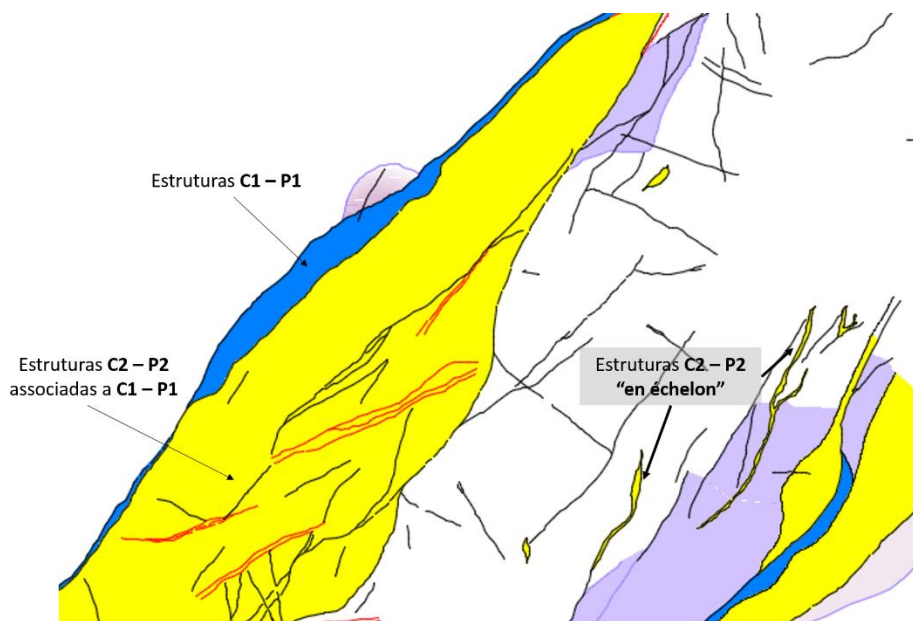 Estruturas C1 – P1
Estruturas C2 – P2
associadas a C1 – P1
Estruturas C2 – P2
“en échelon”